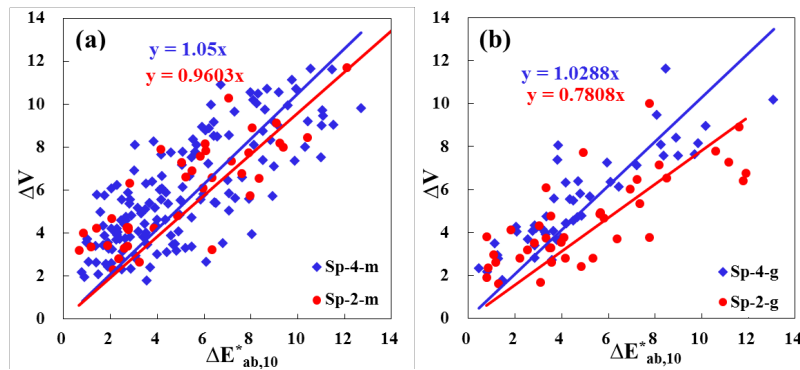 (a)
y = 1.05x
y = 0.9603x
ΔV
14
12
10
8
6
4
2
0
Sp-4-m
Sp-2-m
0 2 4 6 8 10 12 14
ΔE*ab,10
(b)
y = 1.0288x
y = 0.7808x
ΔV
14
12
10
8
6
4
2
0
Sp-4-g
Sp-2-g
0 2 4 6 8 10 12 14
ΔE*ab,10